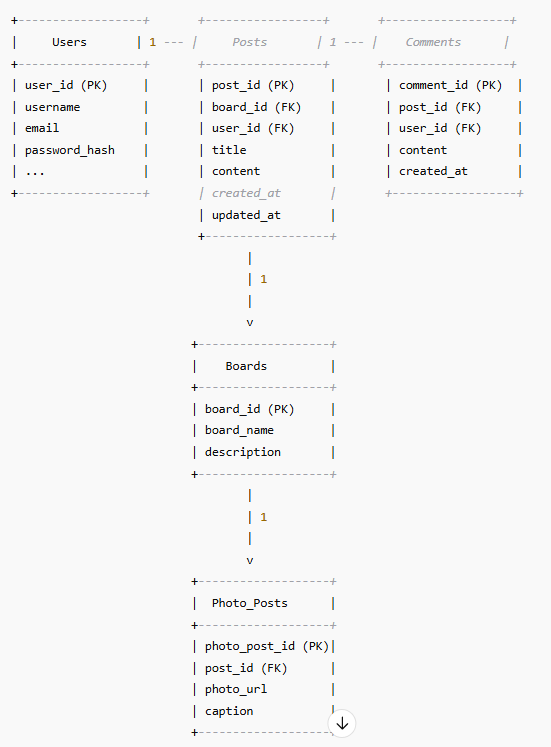 +------------------+       +-----------------+       +-----------------+
|     Users       | 1 --- |     Posts       | 1 --- |    Comments      |
+------------------+       +-----------------+       +------------------+
| user_id (PK)     |       | post_id (PK)     |       | comment_id (PK)  |
| username         |       | board_id (FK)    |       | post_id (FK)     |
| email            |       | user_id (FK)     |       | user_id (FK)     |
| password_hash    |       | title            |       | content          |
| ...              |       | content          |       | created_at       |
+------------------+       | created_at       |       +------------------+
| updated_at       |
+------------------+
|
| 1
|
v
+-------------------+
|    Boards         |
+-------------------+
| board_id (PK)     |
| board_name        |
| description       |
+-------------------+
|
| 1
|
v
+-------------------+
|  Photo_Posts      |
+-------------------+
| photo_post_id (PK)|
| post_id (FK)      |
| photo_url         |
| caption           |
+-------------------+